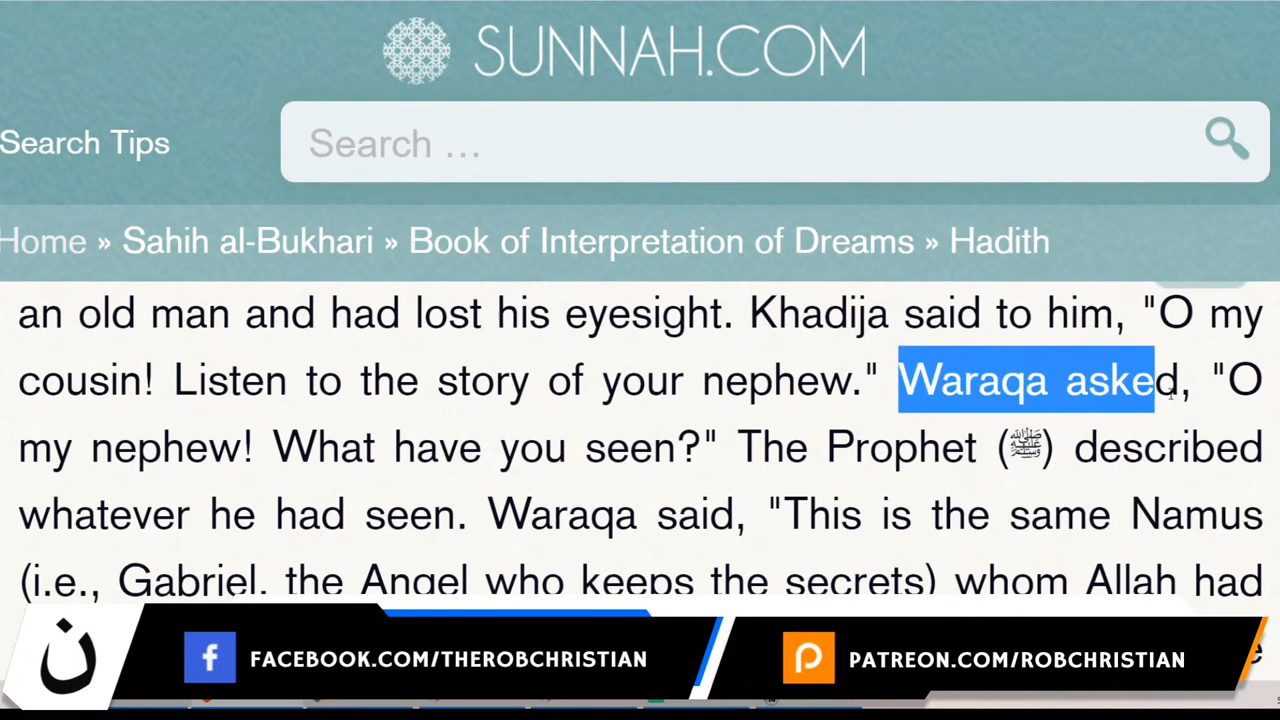 SUNNAH.COM
Search Tips
Search ...
Home » Sahih al-Bukhari » Book of Interpretation of Dreams » Hadith
an old man and had lost his eyesight. Khadija said to him, "O my
cousin! Listen to the story of your nephew." Waraqa asked, "O
my nephew! What have you seen?" The Prophet (ﷺ) described
whatever he had seen. Waraqa said, "This is the same Namus
(i.e., Gabriel, the Angel who keeps the secrets) whom Allah had
ن
f
FACEBOOK.COM/THEROBCHRISTIAN
PATREON.COM/ROBCHRISTIAN